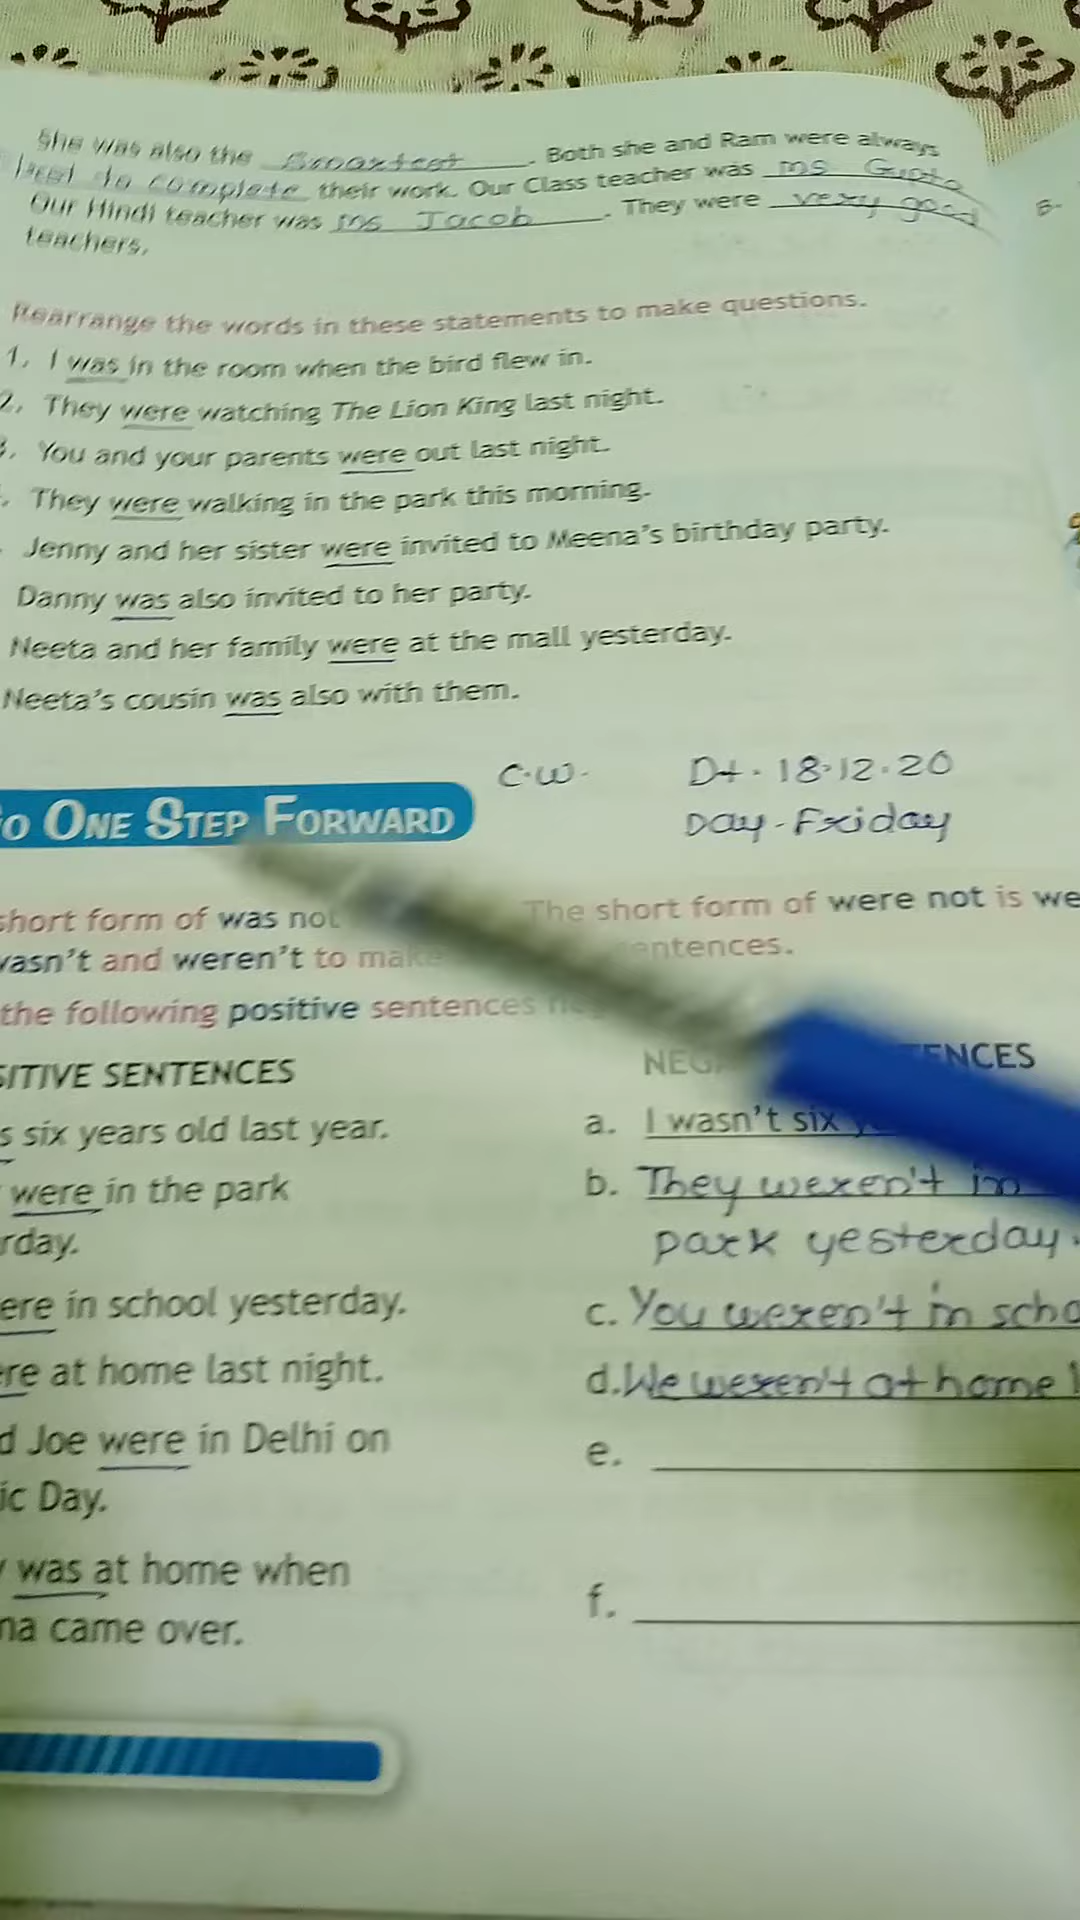 She was also the Smartest. Both she and Ram were always
to complete their work. Our Class teacher was ms Gupta
Our Hindi teacher was ms Jacob. They were very good
teachers.
Rearrange the words in these statements to make questions.
1. I was in the room when the bird flew in.
2. They were watching The Lion King last night.
. You and your parents were out last night.
. They were walking in the park this morning.
Jenny and her sister were invited to Meena's birthday party.
Danny was also invited to her party.
Neeta and her family were at the mall yesterday.
Neeta's cousin was also with them.
C.W. Dt. 18.12.20
O ONE STEP FORWARD
Day - Friday
short form of was not The short form of were not is we
wasn't and weren't to make entences.
the following positive sentences
SITIVE SENTENCES NEG ENCES
s six years old last year. a. I wasn't six
were in the park b. They weren't in
rday. park yesterday.
ere in school yesterday. c. You weren't in scho
re at home last night. d. We weren't at home
d Joe were in Delhi on e.
ic Day.
was at home when f.
na came over.